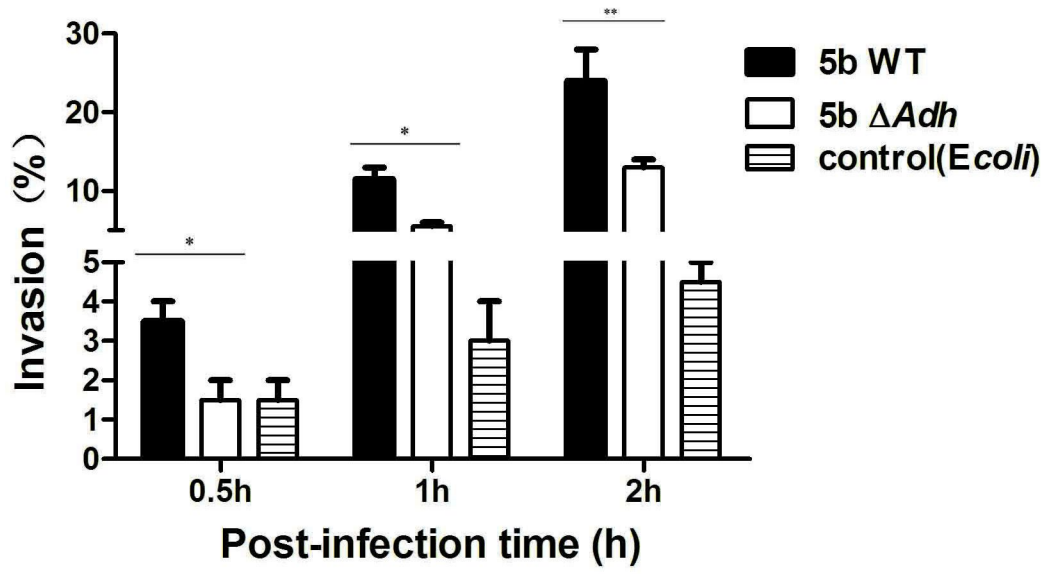 **
30
5b WT
20
5b ΔAdh
*
control(Ecoli)
10
*
5
4
3
2
1
0
Invasion (%)
0.5h 1h 2h
Post-infection time (h)